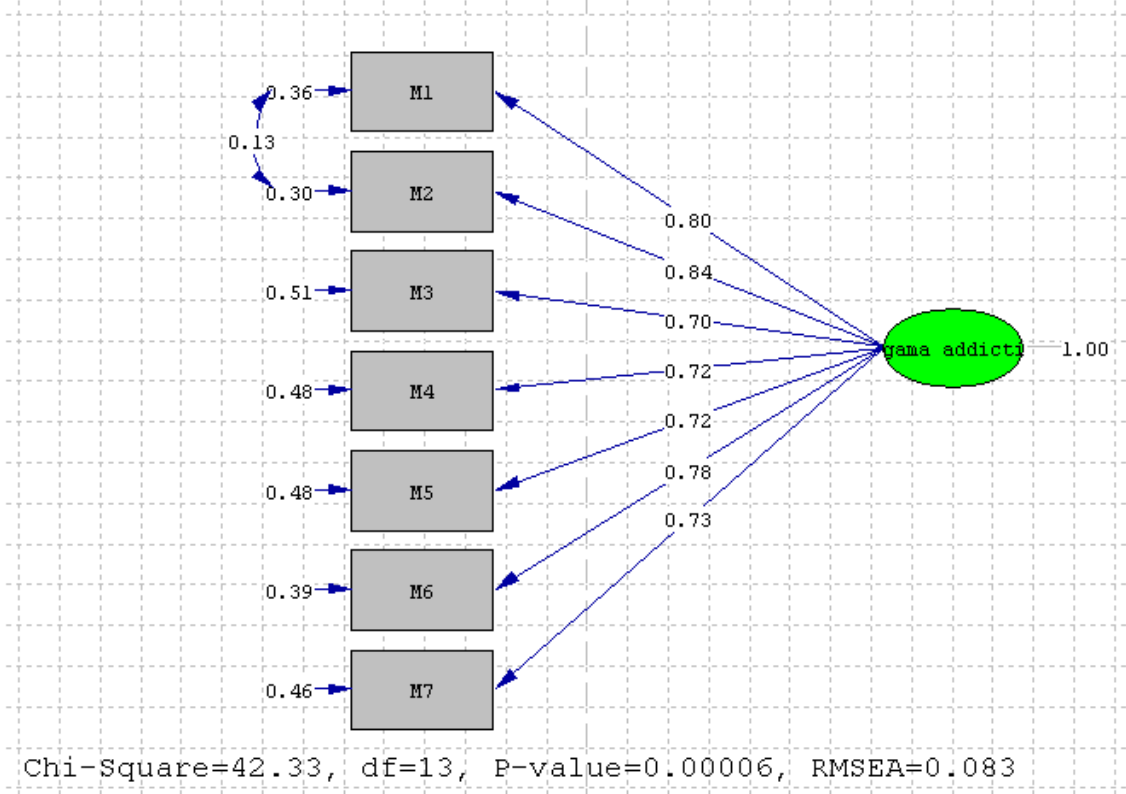 0.36 M1
0.13
0.80
0.30 M2
0.84
0.51 M3
0.70
gama addicti 1.00
0.72
0.48 M4
0.72
0.78
0.48 M5
0.73
0.39 M6
0.46 M7
Chi-Square=42.33, df=13, P-value=0.00006, RMSEA=0.083